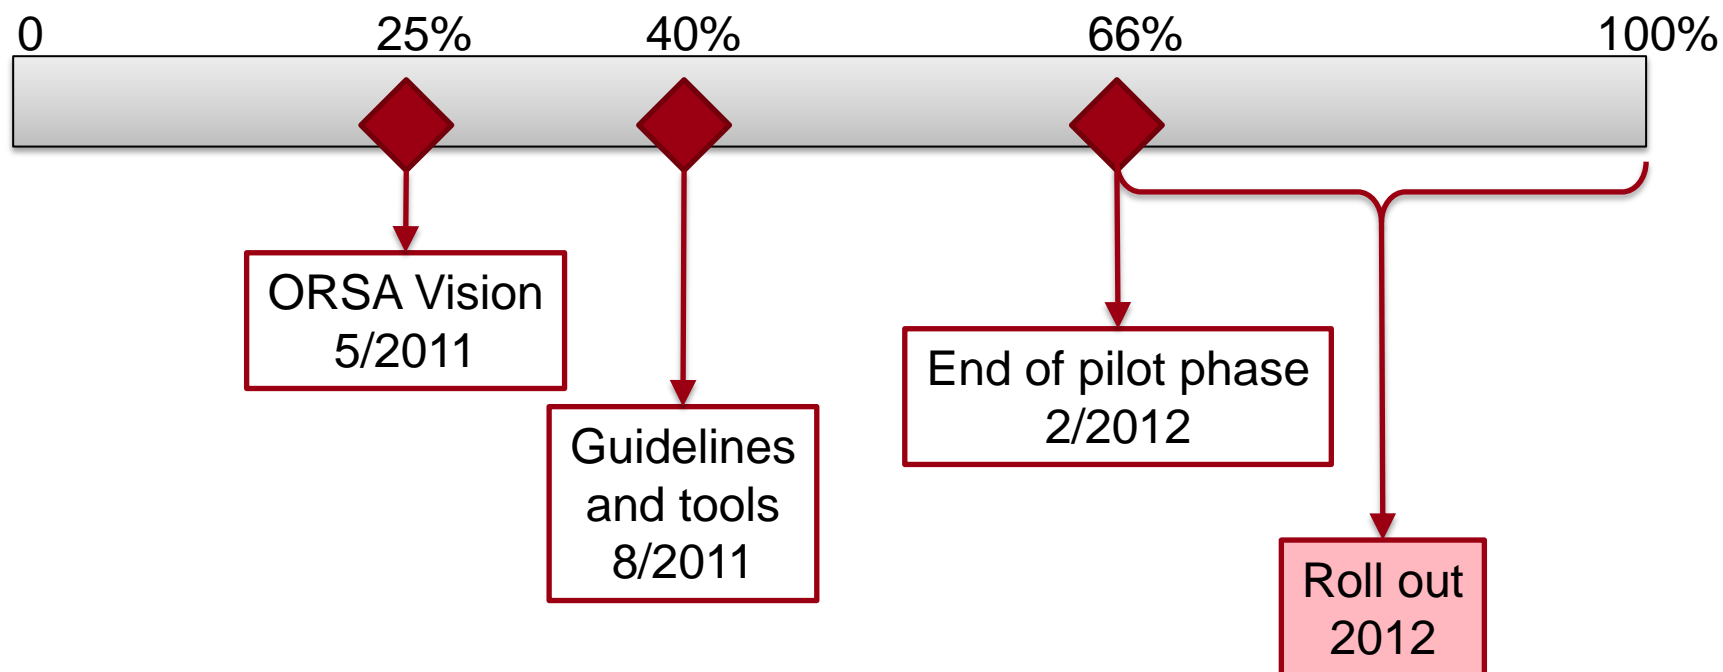 0
25%
40%
66%
100%
ORSA Vision
5/2011
Guidelines
and tools
8/2011
End of pilot phase
2/2012
Roll out
2012